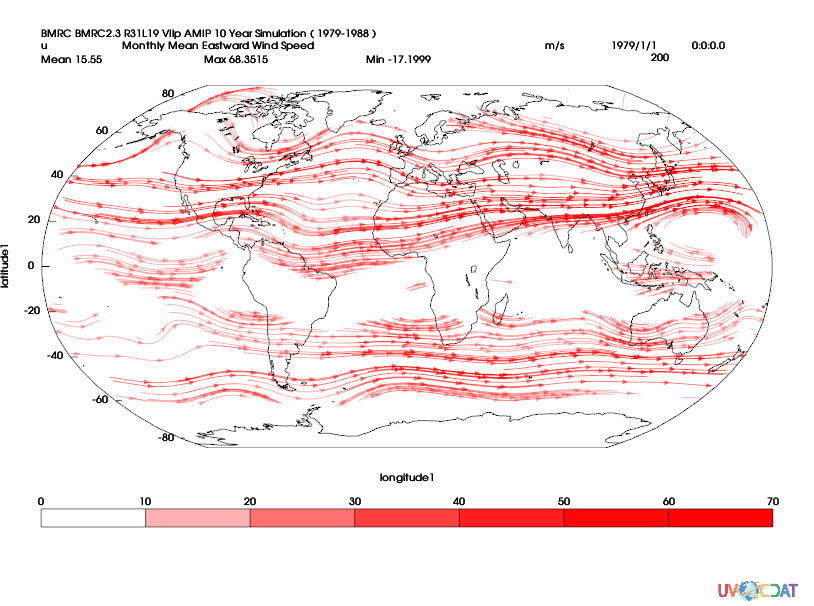 BMRC BMRC2.3 R31L19 VIIp AMIP 10 Year Simulation ( 1979-1988 )
u Monthly Mean Eastward Wind Speed m/s 1979/1/1 0:0:0.0
Mean 15.55 Max 68.3515 Min -17.1999 200
80
60
40
20
0
-20
-40
-60
-80
latitude1
longitude1
0 10 20 30 40 50 60 70
UV CDAT